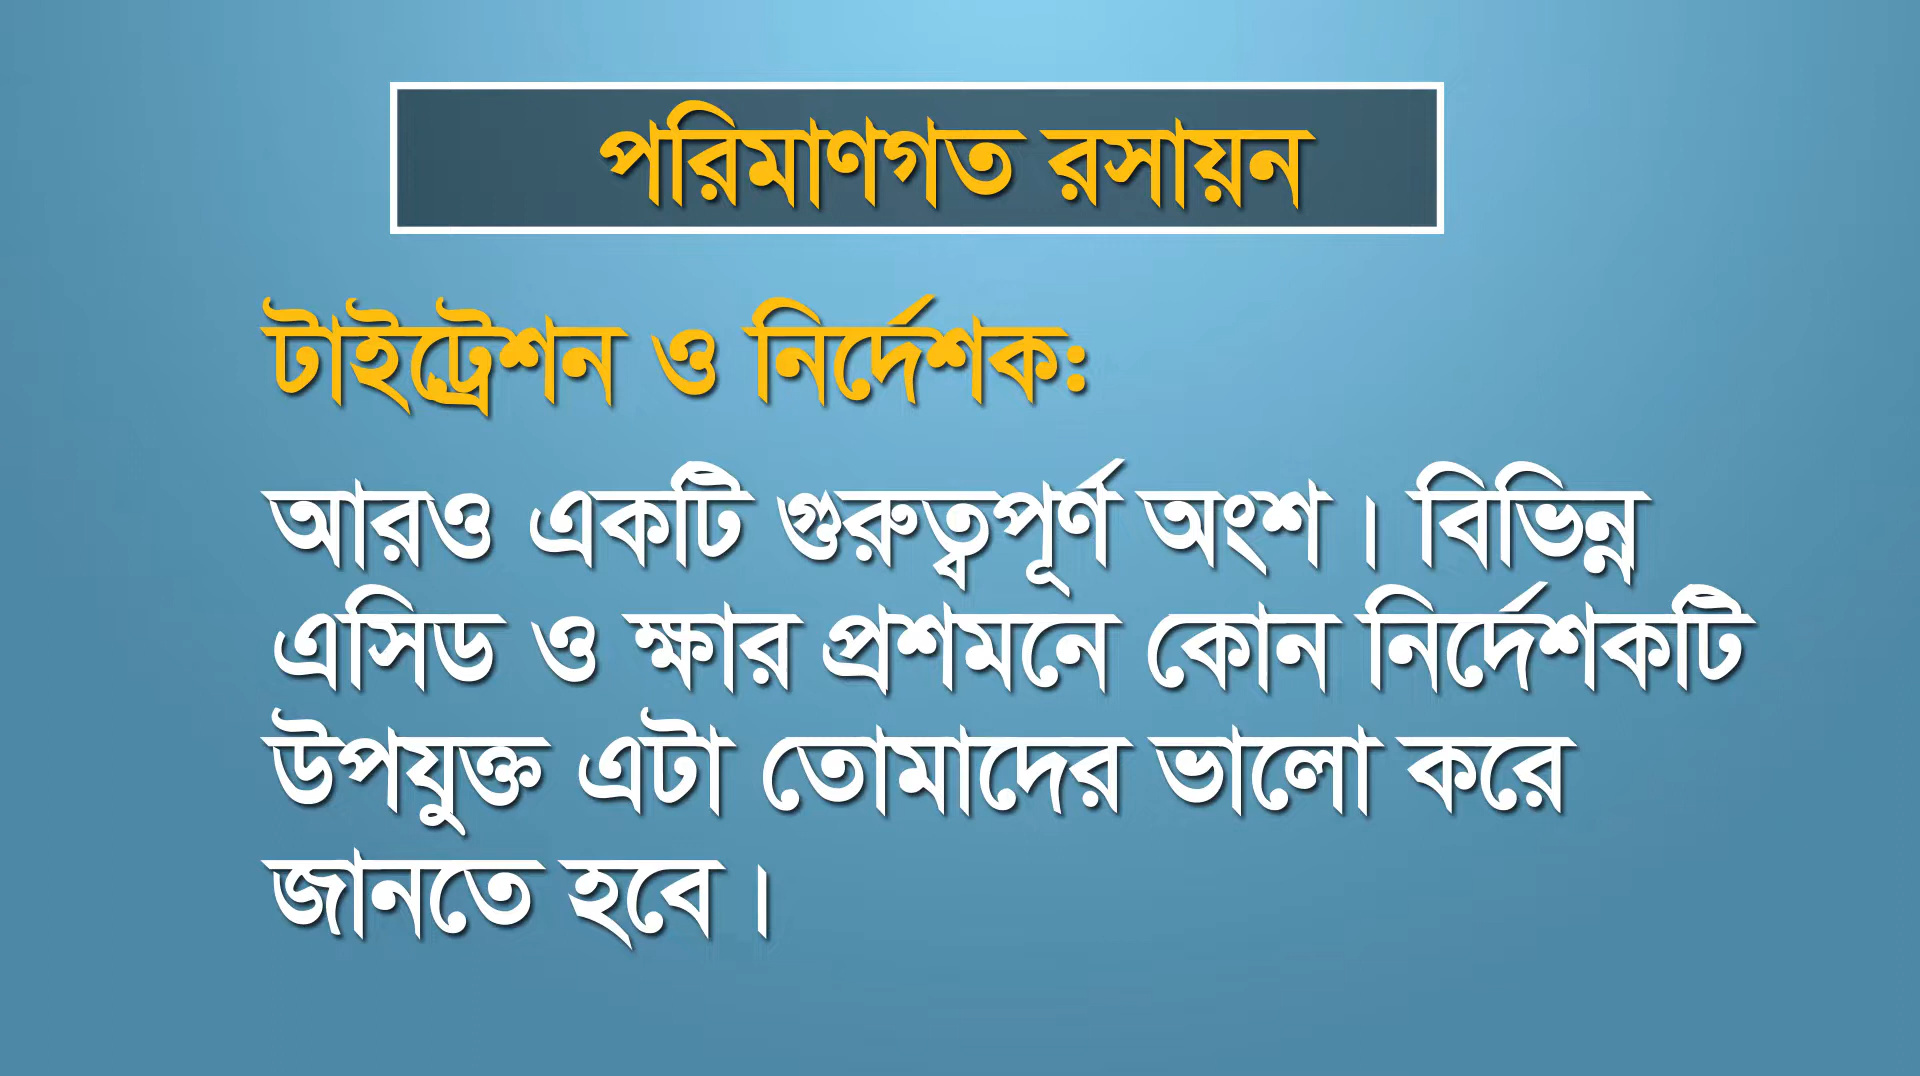 পরিমাণগত রসায়ন
টাইট্রেশন ও নির্দেশক:
আরও একটি গুরুত্বপূর্ণ অংশ। বিভিন্ন
এসিড ও ক্ষার প্রশমনে কোন নির্দেশকটি
উপযুক্ত এটা তোমাদের ভালো করে
জানতে হবে।